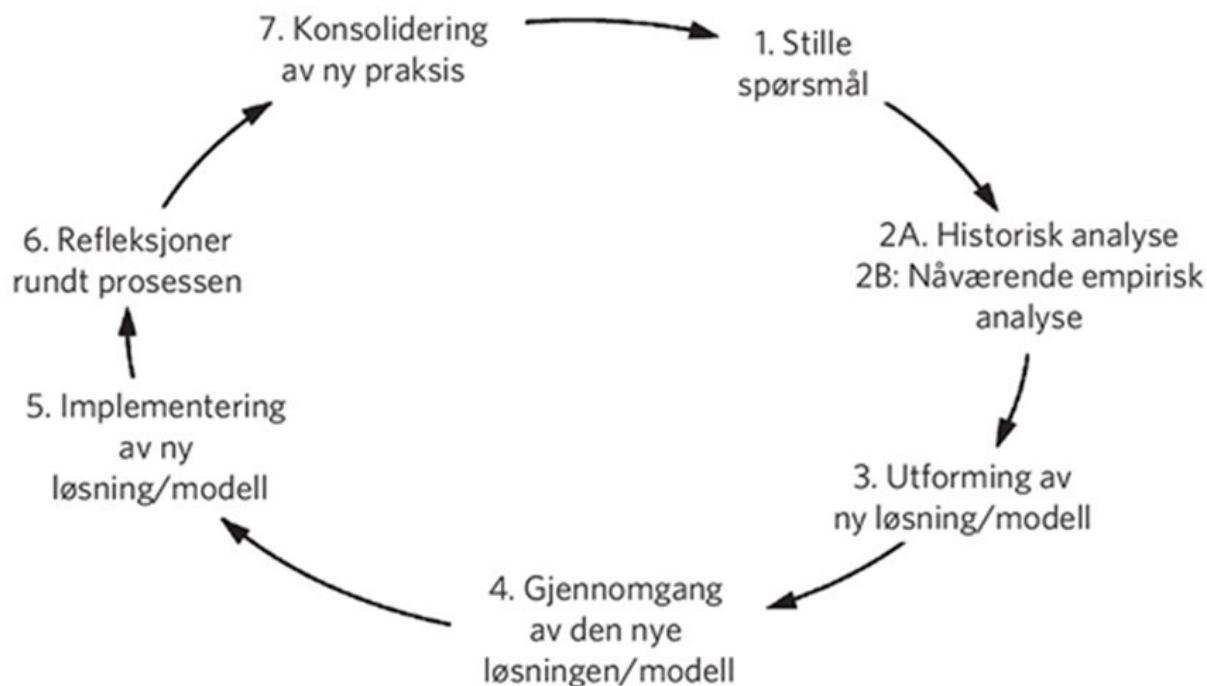 7. Konsolidering
av ny praksis
1. Stille
spørsmål
2A. Historisk analyse
2B: Nåværende empirisk
analyse
3. Utforming av
ny løsning/modell
4. Gjennomgang
av den nye
løsningen/modell
5. Implementering
av ny
løsning/modell
6. Refleksjoner
rundt prosessen